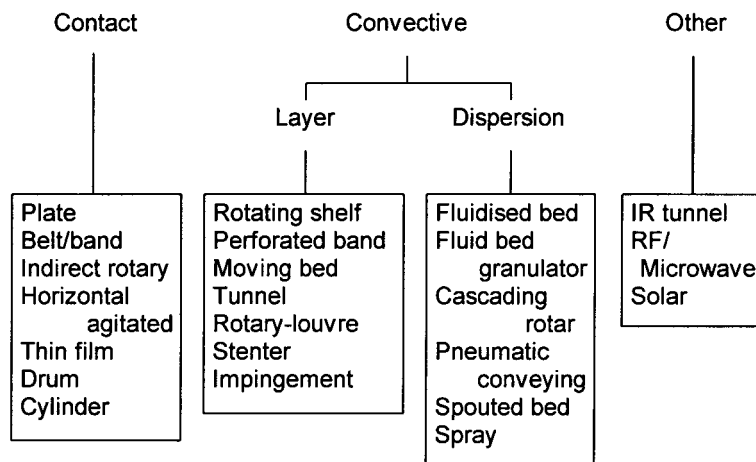 Contact
Convective
Other
Layer
Dispersion
Plate
Belt/band
Indirect rotary
Horizontal
agitated
Thin film
Drum
Cylinder
Rotating shelf
Perforated band
Moving bed
Tunnel
Rotary-louvre
Stenter
Impingement
Fluidised bed
Fluid bed
granulator
Cascading
rotar
Pneumatic
conveying
Spouted bed
Spray
IR tunnel
RF/
Microwave
Solar